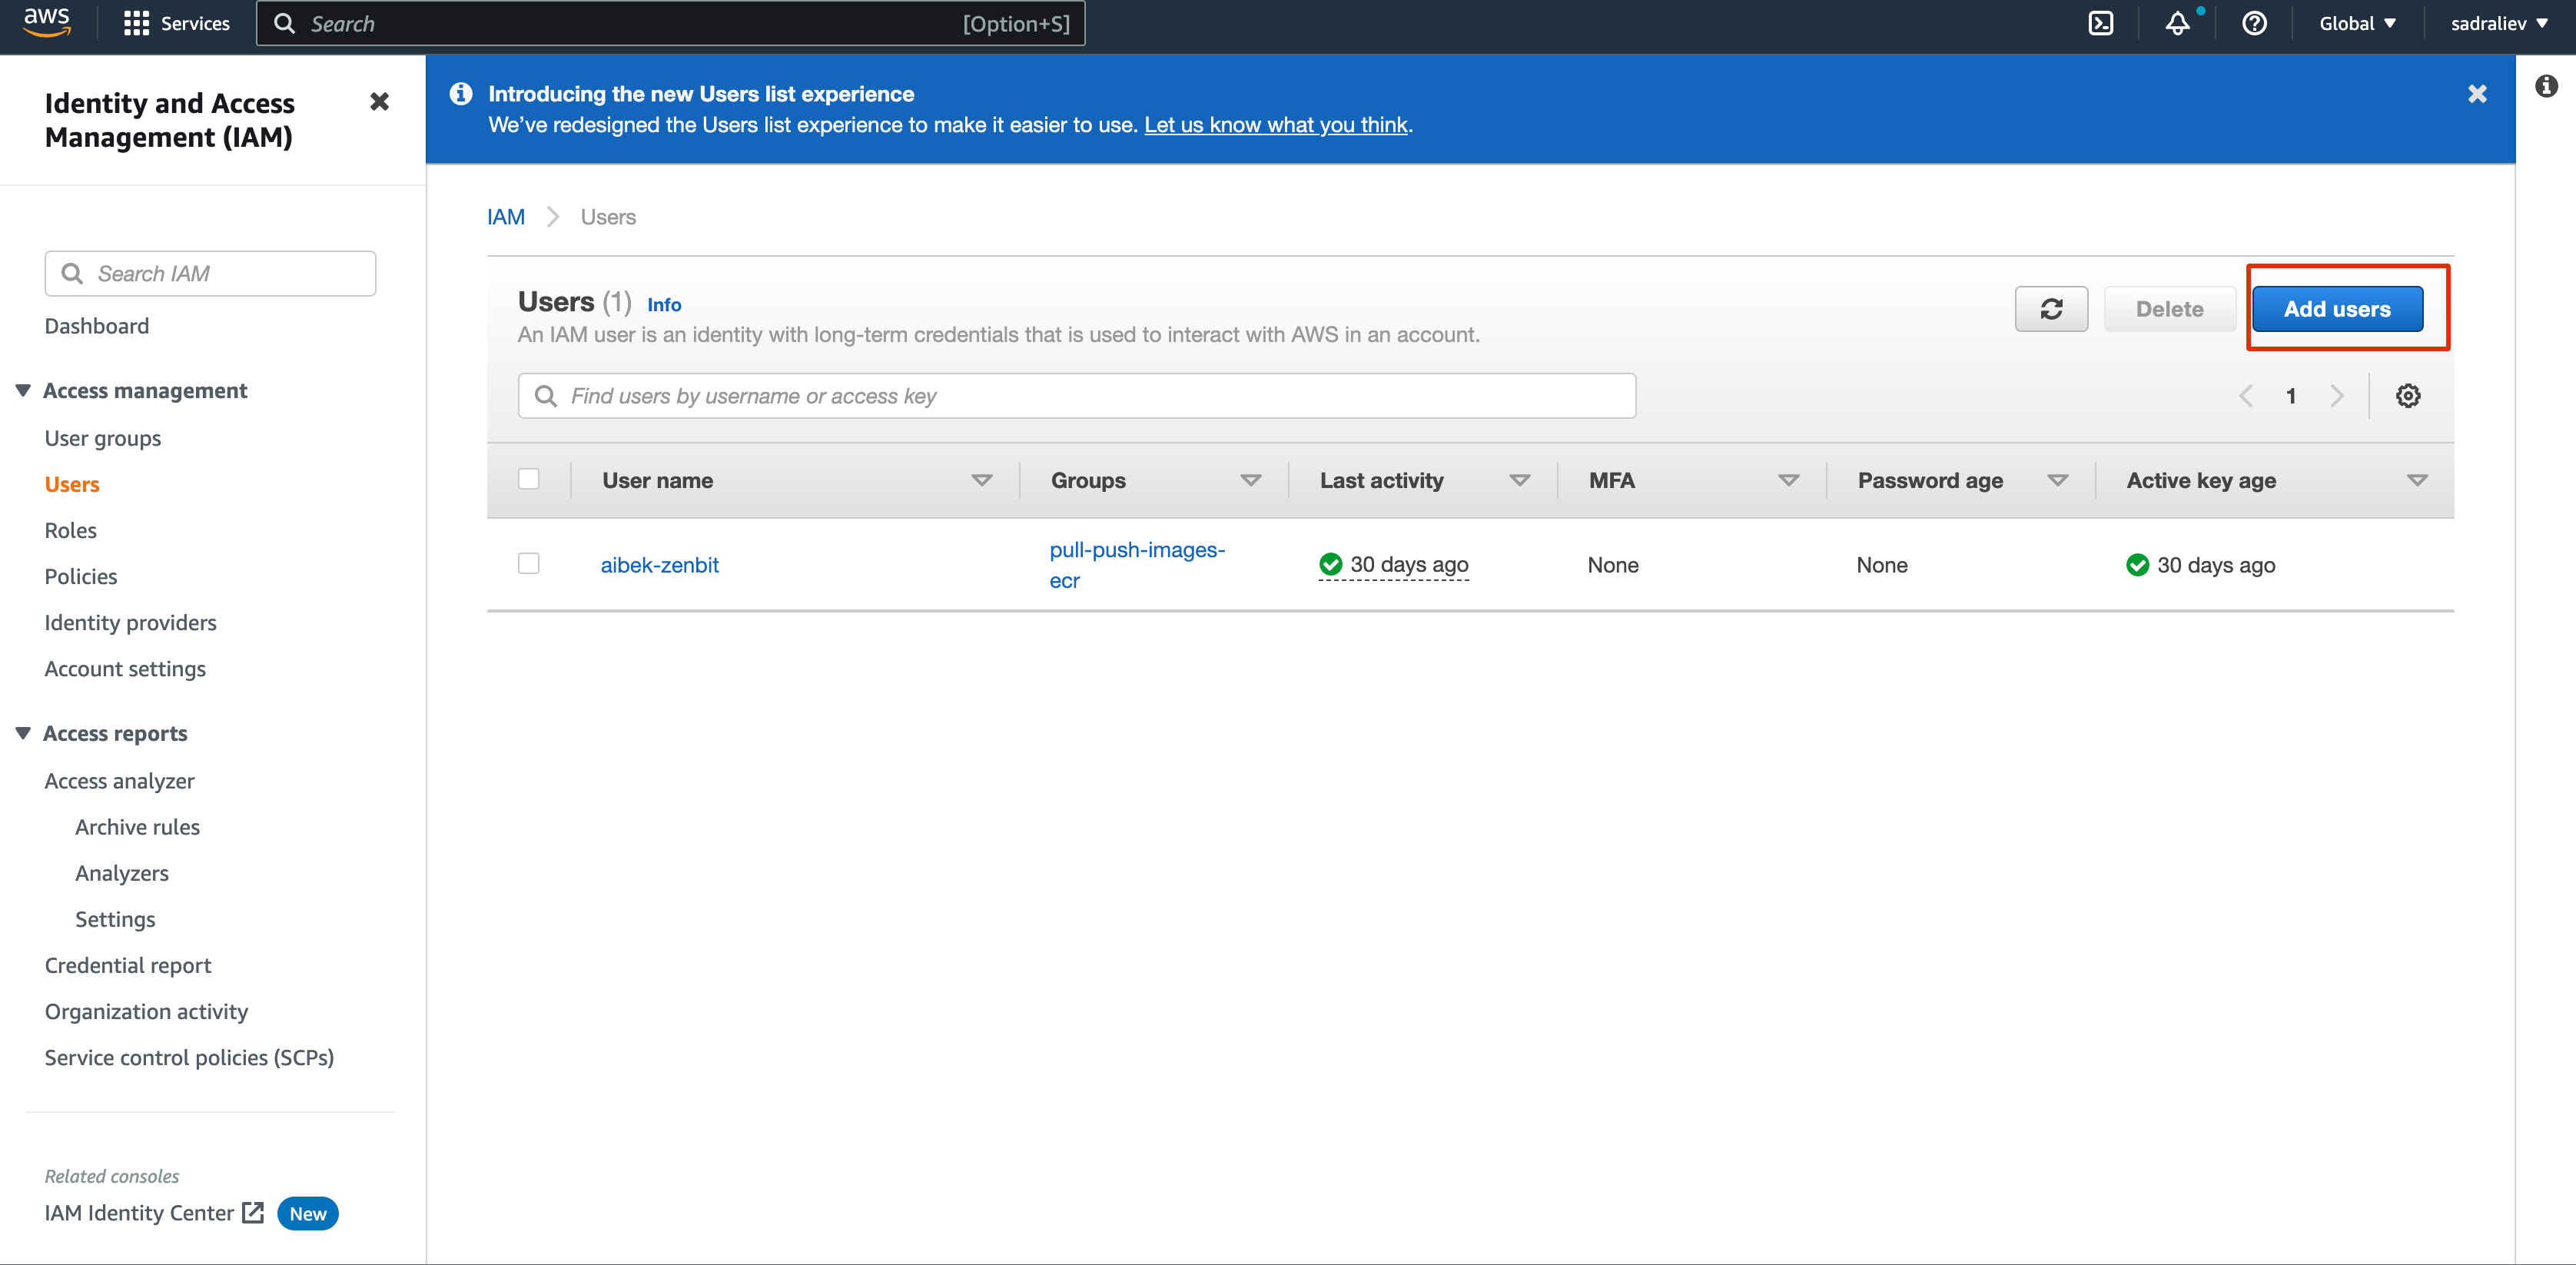 aws
Services
Search
[Option+S]
Global
sadraliev
Identity and Access
Management (IAM)
Search IAM
Dashboard
Access management
User groups
Users
Roles
Policies
Identity providers
Account settings
Access reports
Access analyzer
Archive rules
Analyzers
Settings
Credential report
Organization activity
Service control policies (SCPs)
Related consoles
IAM Identity Center New
Introducing the new Users list experience
We’ve redesigned the Users list experience to make it easier to use. Let us know what you think.
IAM Users
Users (1) Info
An IAM user is an identity with long-term credentials that is used to interact with AWS in an account.
Delete
Add users
Find users by username or access key
1
User name Groups Last activity MFA Password age Active key age
aibek-zenbit pull-push-images-
ecr 30 days ago None None 30 days ago